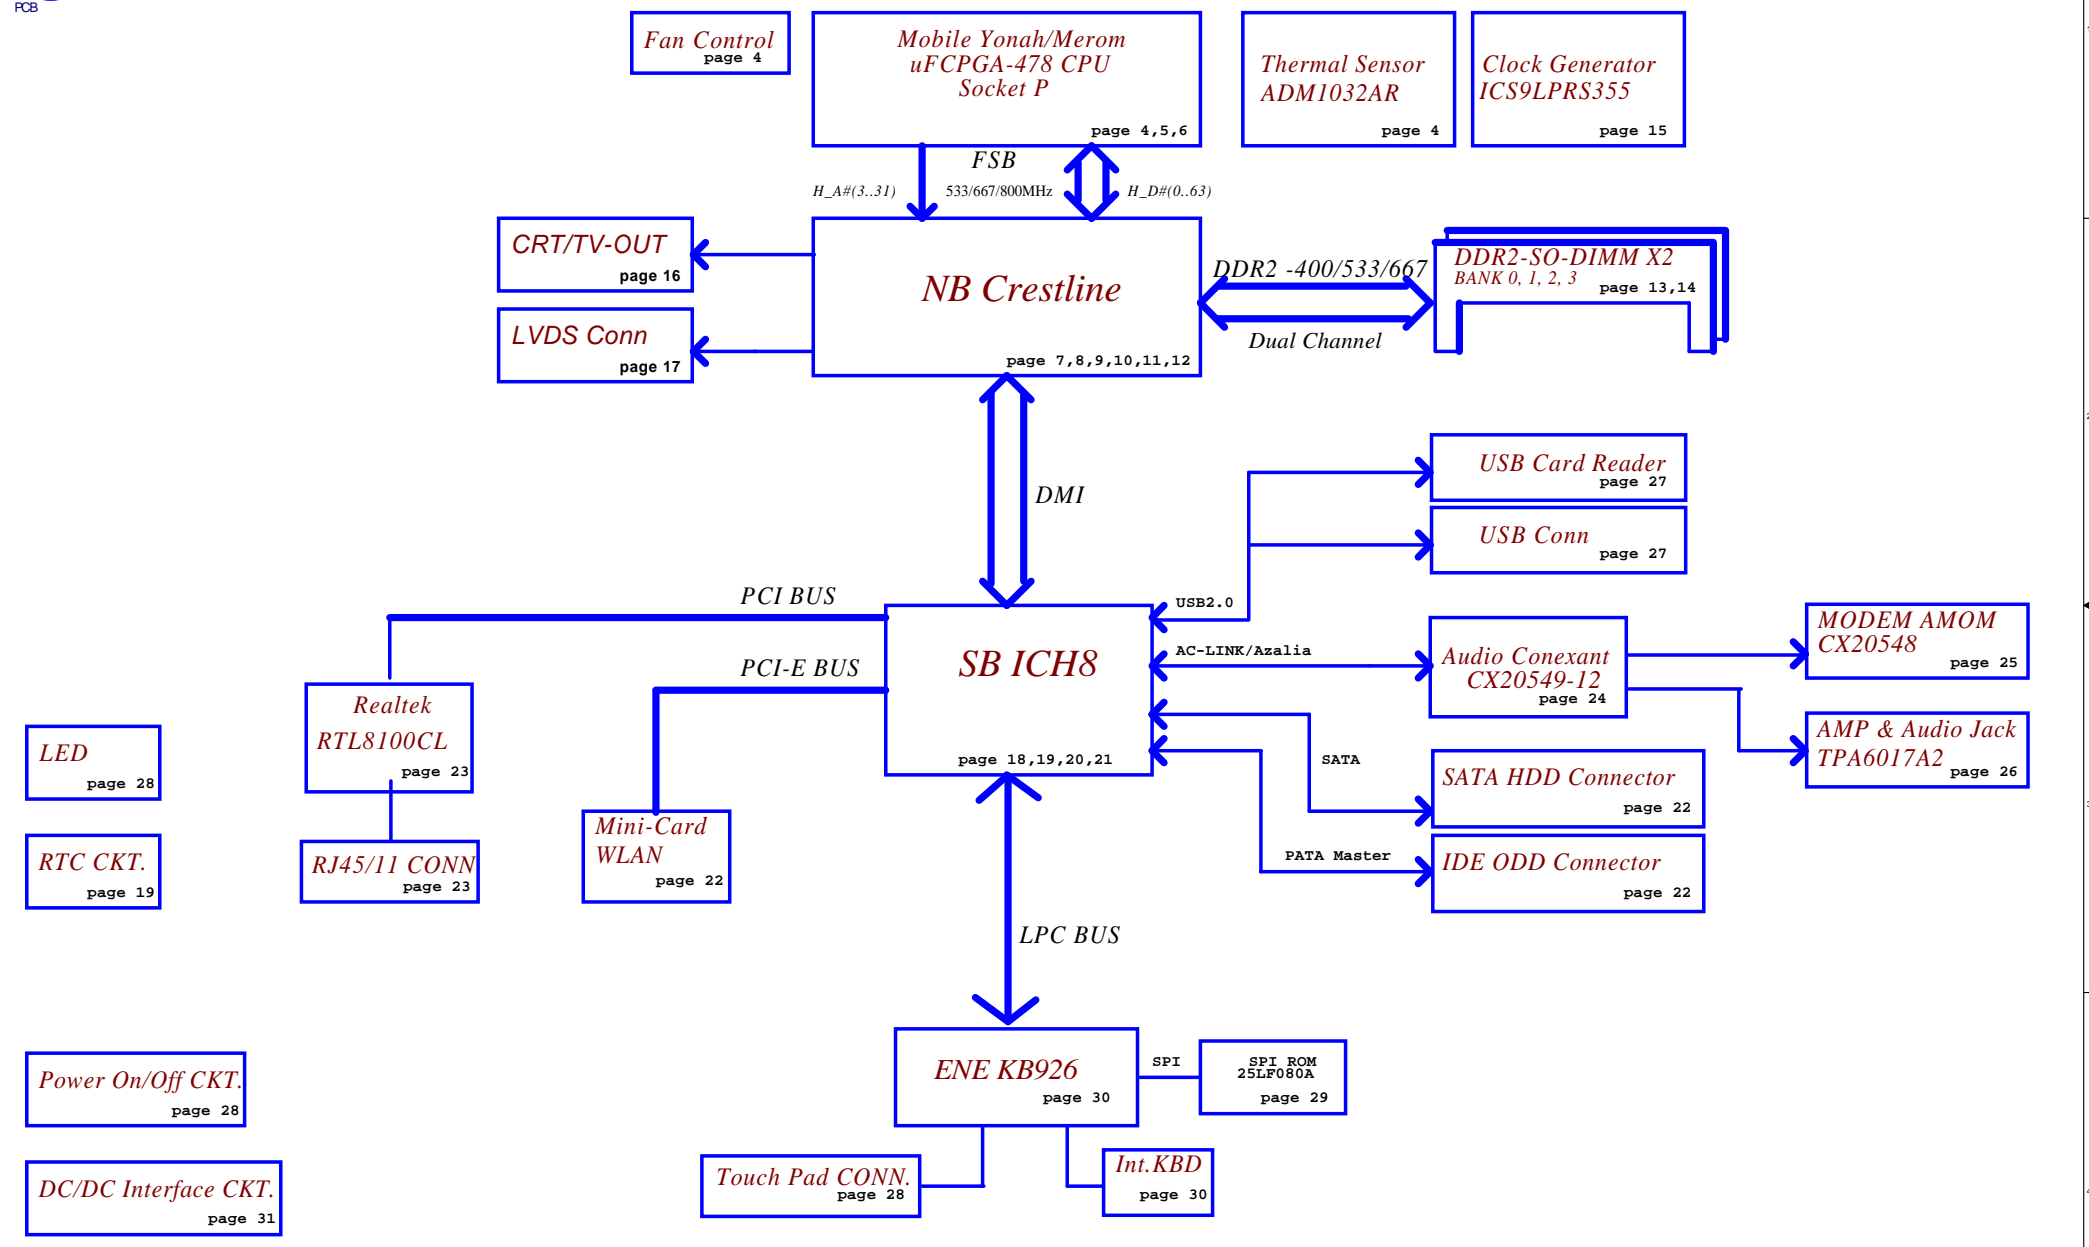 PCB
Fan Control
page 4
Mobile Yonah/Merom
uFCPGA-478 CPU
Socket P
page 4,5,6
Thermal Sensor
ADM1032AR
page 4
Clock Generator
ICS9LPRS355
page 15
1
H_A#(3..31)
FSB
533/667/800MHz
H_D#(0..63)
CRT/TV-OUT
page 16
LVDS Conn
page 17
NB Crestline
page 7,8,9,10,11,12
DDR2 -400/533/667
Dual Channel
DDR2-SO-DIMM X2
BANK 0, 1, 2, 3
page 13,14
2
DMI
USB Card Reader
page 27
USB Conn
page 27
PCI BUS
PCI-E BUS
SB ICH8
page 18,19,20,21
USB2.0
AC-LINK/Azalia
SATA
PATA Master
Audio Conexant
CX20549-12
page 24
MODEM AMOM
CX20548
page 25
AMP & Audio Jack
TPA6017A2
page 26
SATA HDD Connector
page 22
IDE ODD Connector
page 22
3
Realtek
RTL8100CL
page 23
RJ45/11 CONN
page 23
Mini-Card
WLAN
page 22
LED
page 28
RTC CKT.
page 19
LPC BUS
ENE KB926
page 30
SPI
SPI ROM
25LF080A
page 29
Touch Pad CONN.
page 28
Int.KBD
page 30
Power On/Off CKT.
page 28
DC/DC Interface CKT.
page 31
4